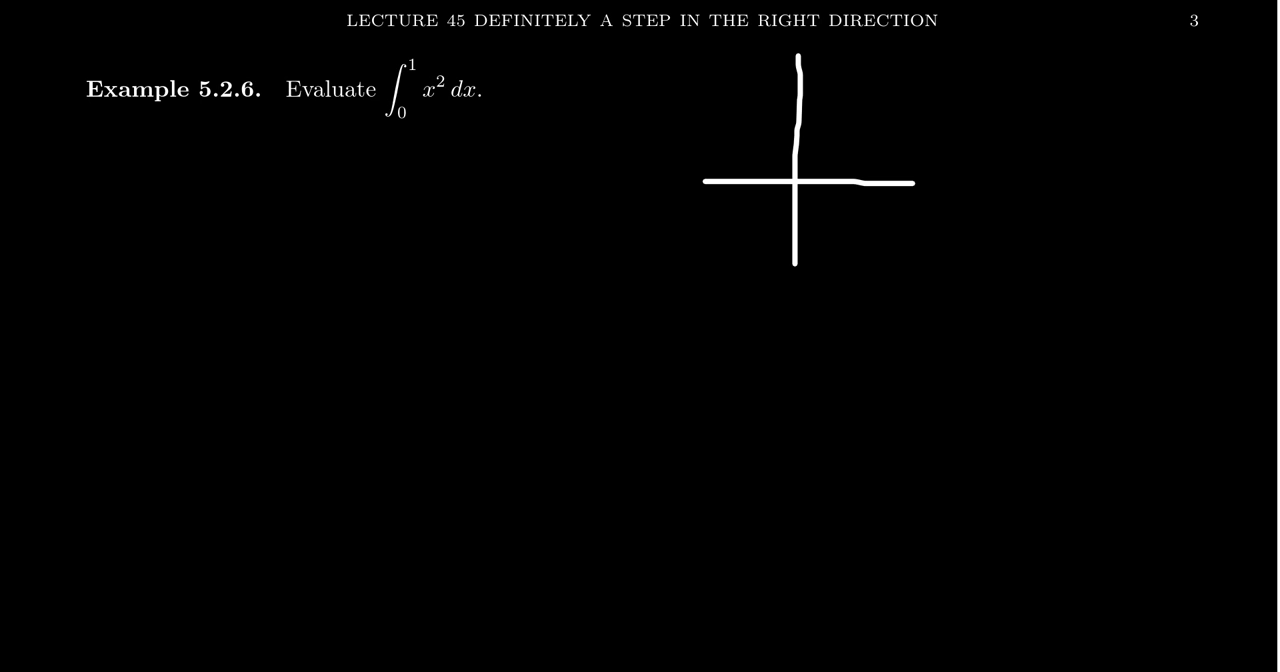 LECTURE 45 DEFINITELY A STEP IN THE RIGHT DIRECTION 3
Example 5.2.6. Evaluate ∫₀¹ x² dx.